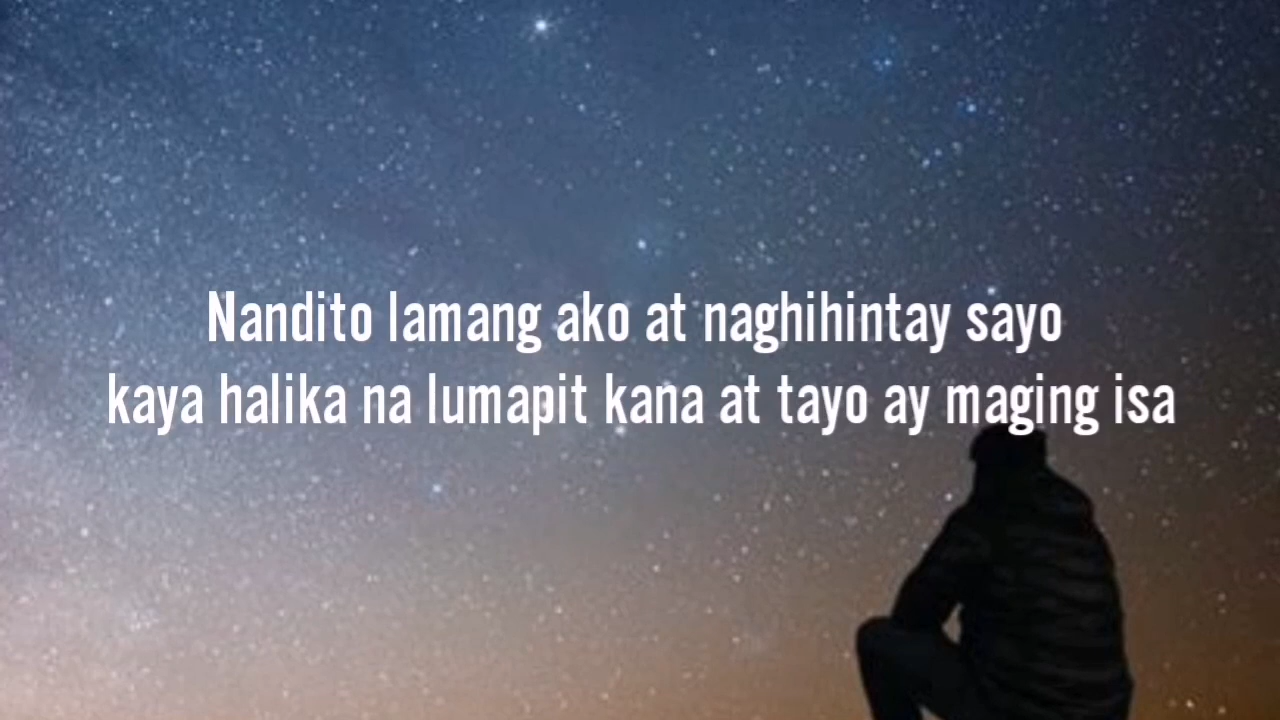 Nandito lamang ako at naghihintay sayo
kaya halika na lumapit kana at tayo ay maging isa